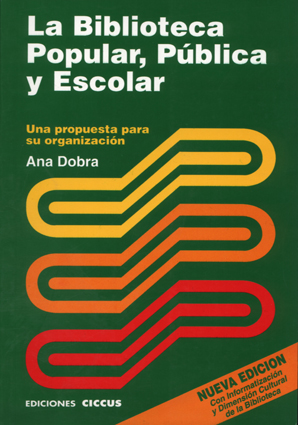 La Biblioteca
Popular, Pública
y Escolar
Una propuesta para
su organización
Ana Dobra
NUEVA EDICION
Con Informatización
y Dimensión Cultural
de la Biblioteca
EDICIONES CICCUS